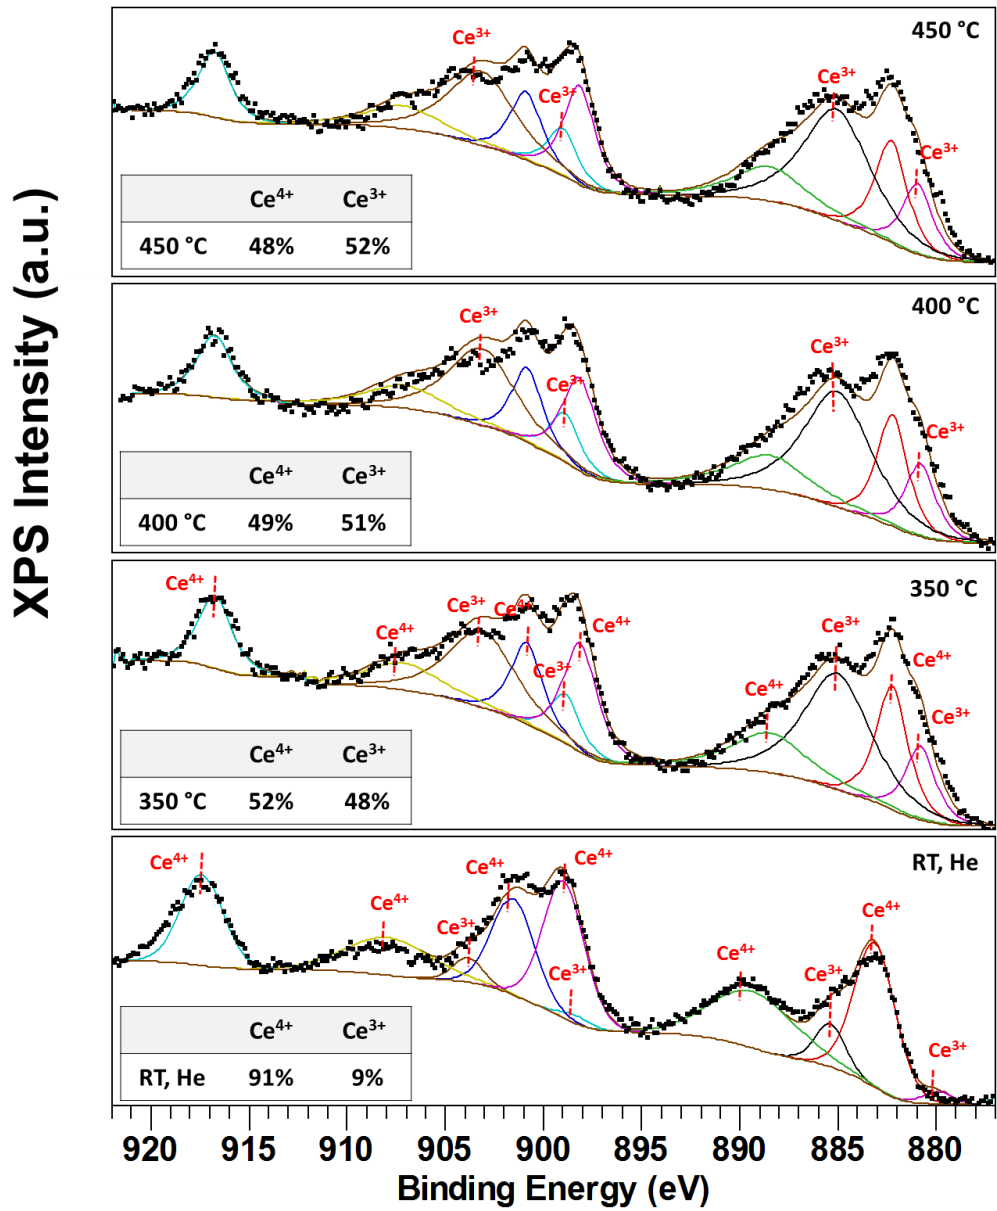 XPS Intensity (a.u.)
450 °C
Ce³⁺
Ce³⁺
Ce³⁺
Ce³⁺
Ce⁴⁺ Ce³⁺
450 °C 48% 52%
400 °C
Ce³⁺
Ce³⁺
Ce³⁺
Ce³⁺
Ce⁴⁺ Ce³⁺
400 °C 49% 51%
350 °C
Ce⁴⁺
Ce⁴⁺
Ce³⁺
Ce⁴⁺
Ce³⁺
Ce⁴⁺
Ce⁴⁺
Ce³⁺
Ce⁴⁺
Ce³⁺
Ce⁴⁺ Ce³⁺
350 °C 52% 48%
RT, He
Ce⁴⁺
Ce⁴⁺
Ce³⁺
Ce⁴⁺
Ce³⁺
Ce⁴⁺
Ce⁴⁺
Ce³⁺
Ce⁴⁺
Ce³⁺
Ce⁴⁺ Ce³⁺
RT, He 91% 9%
920 915 910 905 900 895 890 885 880
Binding Energy (eV)